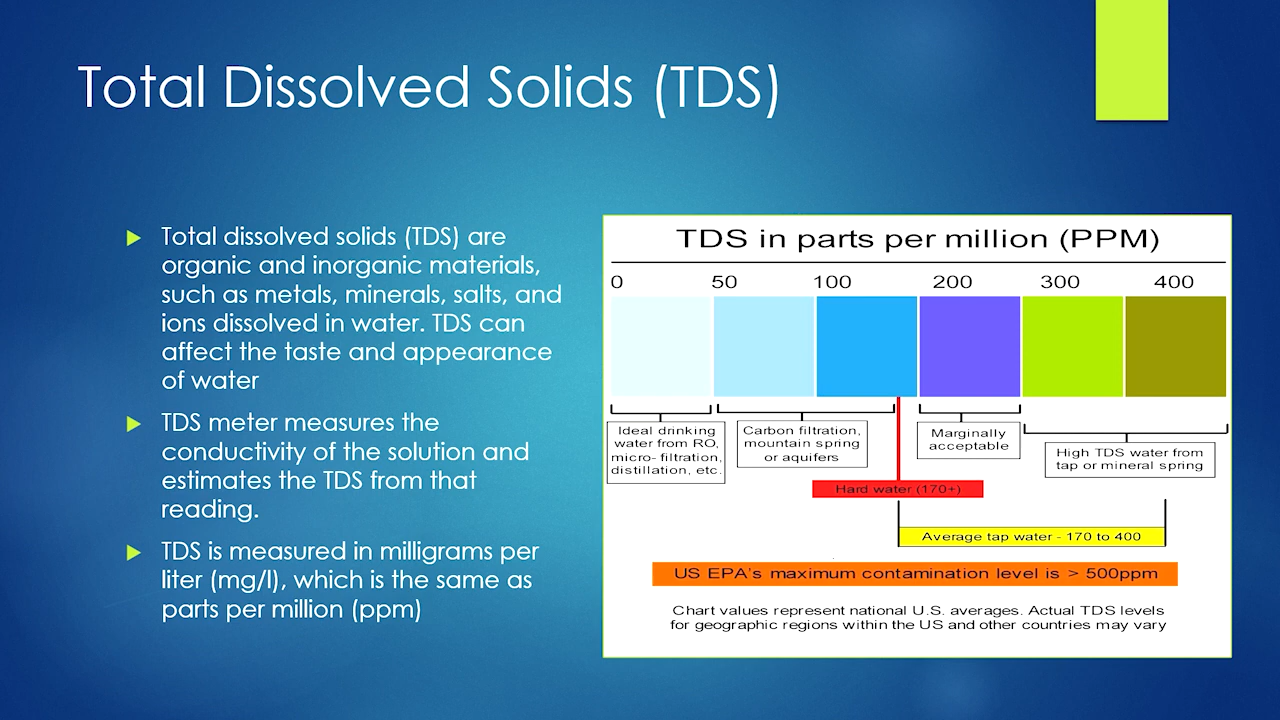 Total Dissolved Solids (TDS)
Total dissolved solids (TDS) are
organic and inorganic materials,
such as metals, minerals, salts, and
ions dissolved in water. TDS can
affect the taste and appearance
of water
TDS meter measures the
conductivity of the solution and
estimates the TDS from that
reading.
TDS is measured in milligrams per
liter (mg/l), which is the same as
parts per million (ppm)
TDS in parts per million (PPM)
0 50 100 200 300 400
Ideal drinking
water from RO,
micro- filtration,
distillation, etc.
Carbon filtration,
mountain spring
or aquifers
Marginally
acceptable
High TDS water from
tap or mineral spring
Hard water (170+)
Average tap water - 170 to 400
US EPA's maximum contamination level is > 500ppm
Chart values represent national U.S. averages. Actual TDS levels
for geographic regions within the US and other countries may vary